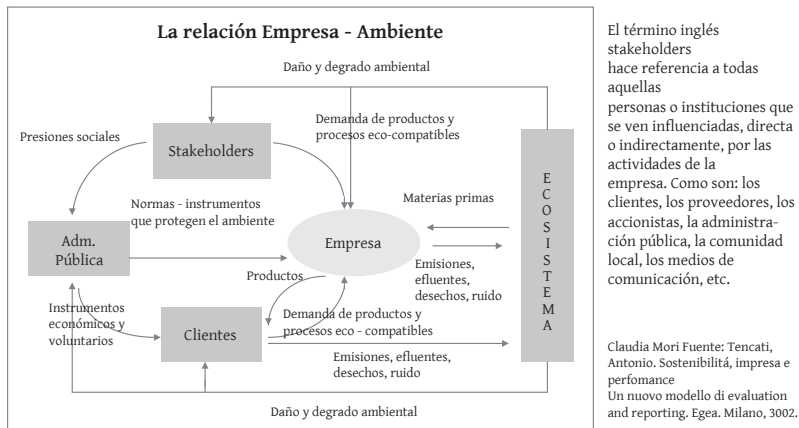 La relación Empresa - Ambiente
Daño y degrado ambiental
Presiones sociales
Stakeholders
Demanda de productos y
procesos eco-compatibles
Normas - instrumentos
que protegen el ambiente
Materias primas
Adm.
Pública
Empresa
Productos
Emisiones,
efluentes,
desechos, ruido
ECOSISTEMA
Instrumentos
económicos y
voluntarios
Clientes
Demanda de productos y
procesos eco - compatibles
Emisiones, efluentes,
desechos, ruido
Daño y degrado ambiental
El término inglés
stakeholders
hace referencia a todas
aquellas
personas o instituciones que
se ven influenciadas, directa
o indirectamente, por las
actividades de la
empresa. Como son: los
clientes, los proveedores, los
accionistas, la administra-
ción pública, la comunidad
local, los medios de
comunicación, etc.
Claudia Mori Fuente: Tencati,
Antonio. Sostenibilitá, impresa e
perfomance
Un nuovo modello di evaluation
and reporting. Egea. Milano, 3002.